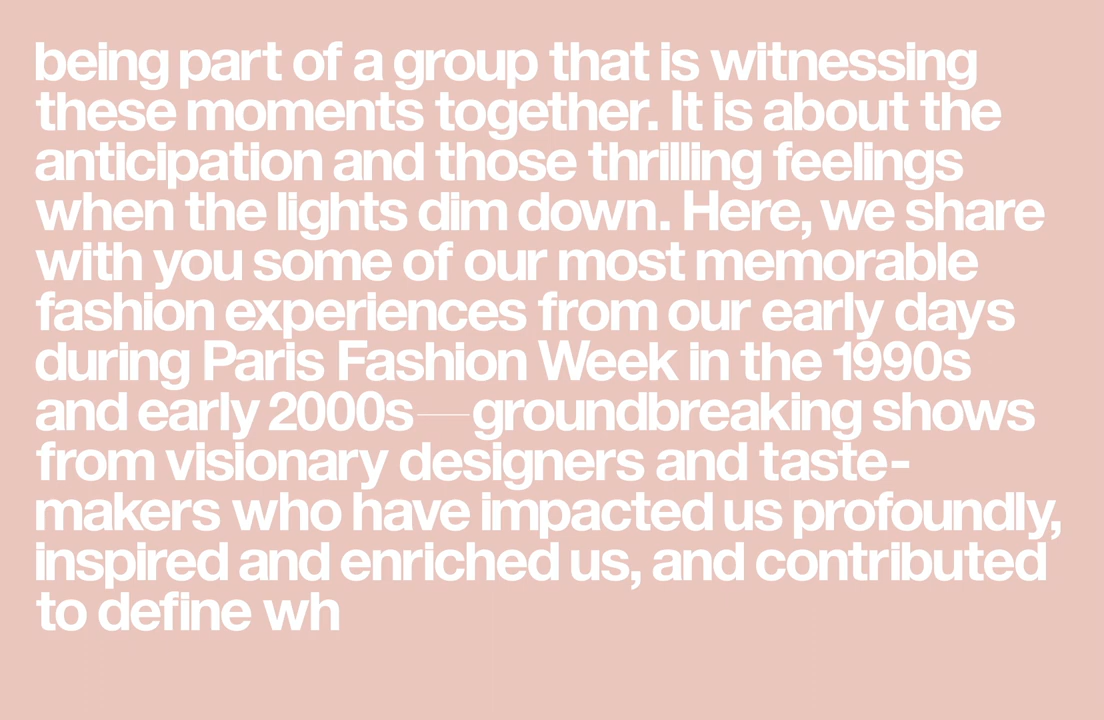 being part of a group that is witnessing
these moments together. It is about the
anticipation and those thrilling feelings
when the lights dim down. Here, we share
with you some of our most memorable
fashion experiences from our early days
during Paris Fashion Week in the 1990s
and early 2000s—groundbreaking shows
from visionary designers and taste-
makers who have impacted us profoundly,
inspired and enriched us, and contributed
to define wh